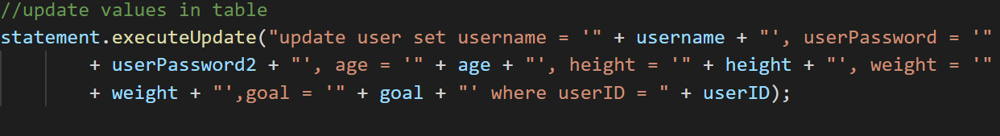 //update values in table
statement.executeUpdate("update user set username = '" + username + "', userPassword = '"
+ userPassword2 + "', age = '" + age + "', height = '" + height + "', weight = '"
+ weight + "',goal = '" + goal + "' where userID = " + userID);